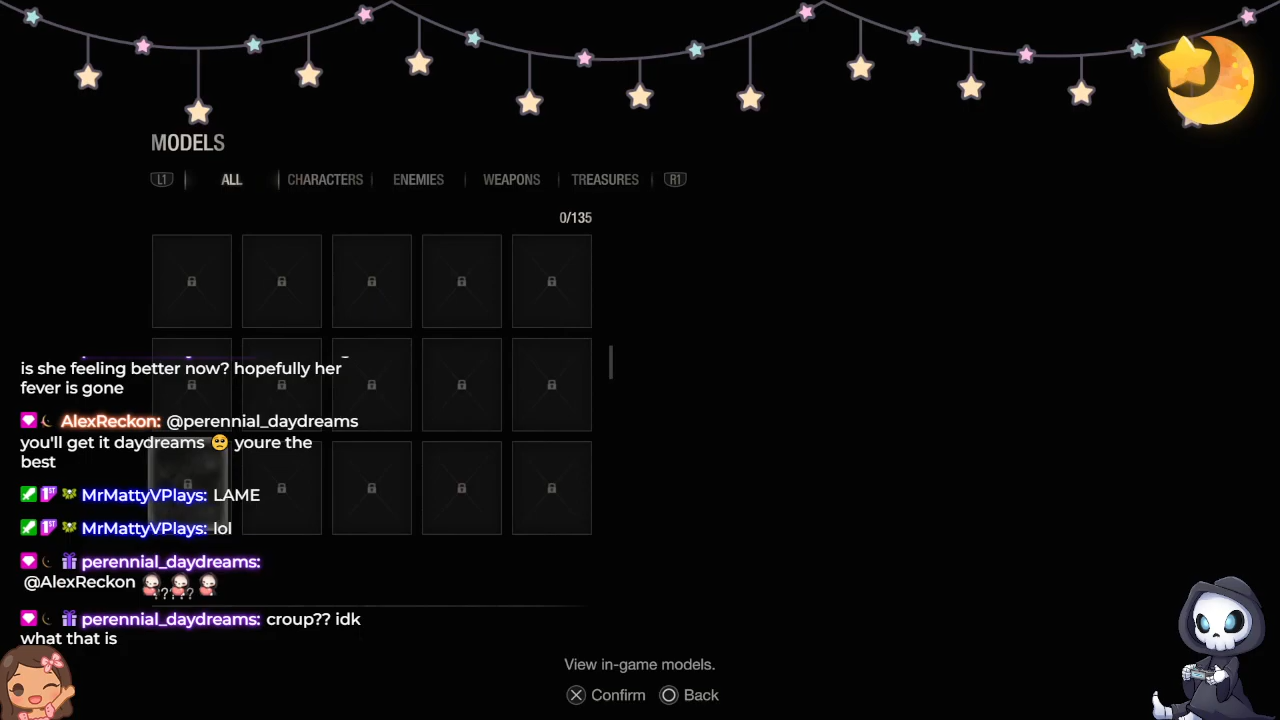 MODELS
L1 ALL CHARACTERS ENEMIES WEAPONS TREASURES R1
0/135
is she feeling better now? hopefully her
fever is gone
AlexReckon: @perennial_daydreams
you'll get it daydreams 🥺 youre the
best
MrMattyVPlays: LAME
MrMattyVPlays: lol
perennial_daydreams:
@AlexReckon
perennial_daydreams: croup?? idk
what that is
View in-game models.
Confirm Back